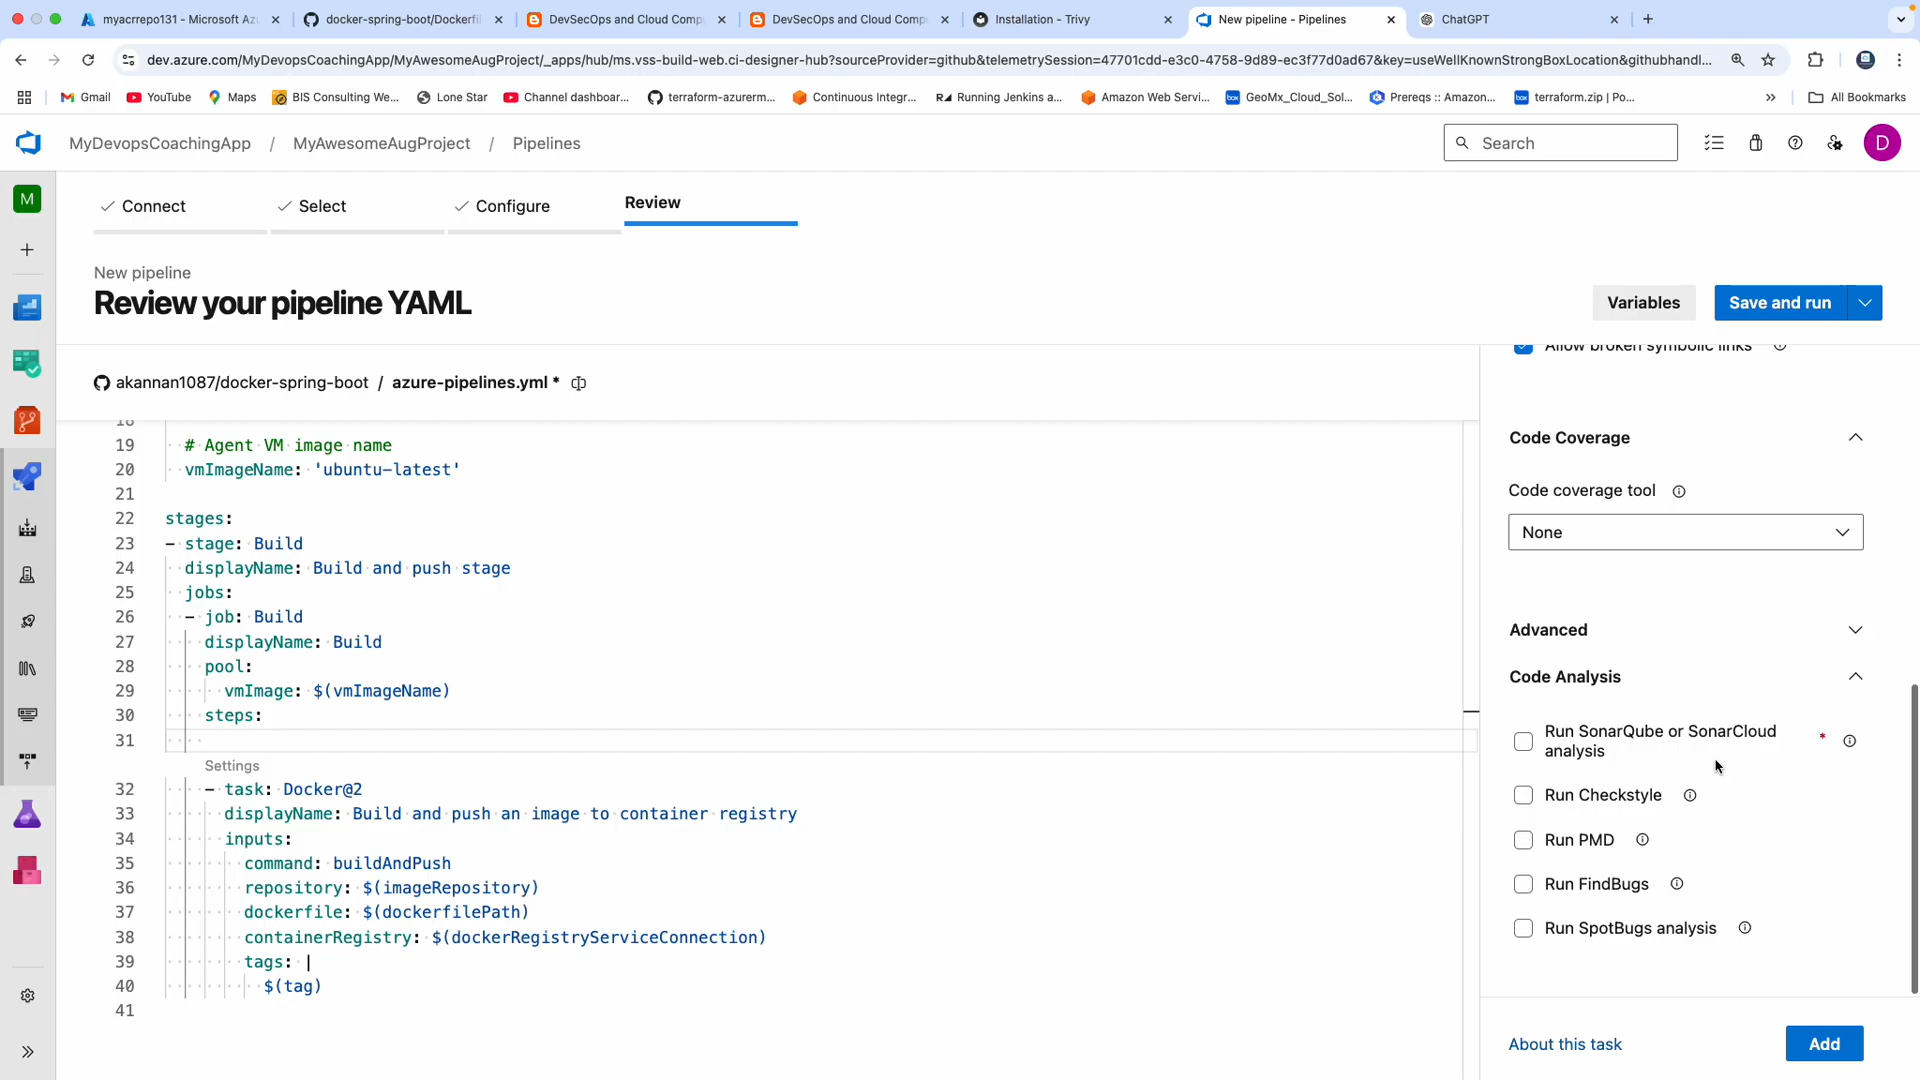 myacrrepo131 - Microsoft Az
docker-spring-boot/Dockerfil
DevSecOps and Cloud Comp
DevSecOps and Cloud Comp
Installation - Trivy
New pipeline - Pipelines
ChatGPT
dev.azure.com/MyDevopsCoachingApp/MyAwesomeAugProject/_apps/hub/ms.vss-build-web.ci-designer-hub?sourceProvider=github&telemetrySession=47701cdd-e3c0-4758-9d89-ec3f77d0ad67&key=useWellKnownStrongBoxLocation&githubhandl...
Gmail
YouTube
Maps
BIS Consulting We...
Lone Star
Channel dashboar...
terraform-azurerm...
Continuous Integr...
Running Jenkins a...
Amazon Web Servi...
GeoMx_Cloud_Sol...
Prereqs :: Amazon...
terraform.zip | Po...
All Bookmarks
MyDevopsCoachingApp / MyAwesomeAugProject / Pipelines
Search
D
M
Connect
Select
Configure
Review
New pipeline
Review your pipeline YAML
Variables
Save and run
akannan1087/docker-spring-boot / azure-pipelines.yml *
18
19 # Agent VM image name
20 vmImageName: 'ubuntu-latest'
21
22 stages:
23 - stage: Build
24 displayName: Build and push stage
25 jobs:
26 - job: Build
27 displayName: Build
28 pool:
29 vmImage: $(vmImageName)
30 steps:
31
Settings
32 - task: Docker@2
33 displayName: Build and push an image to container registry
34 inputs:
35 command: buildAndPush
36 repository: $(imageRepository)
37 dockerfile: $(dockerfilePath)
38 containerRegistry: $(dockerRegistryServiceConnection)
39 tags: |
40 $(tag)
41
Allow broken symbolic links
Code Coverage
Code coverage tool
None
Advanced
Code Analysis
Run SonarQube or SonarCloud
analysis *
Run Checkstyle
Run PMD
Run FindBugs
Run SpotBugs analysis
About this task
Add